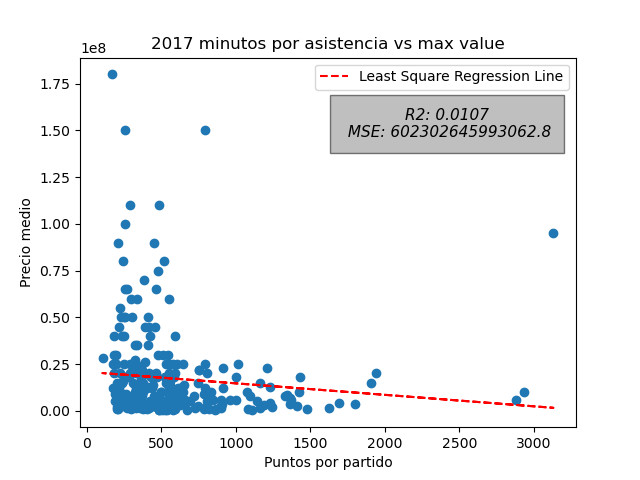 2017 minutos por asistencia vs max value
1e8
Least Square Regression Line
R2: 0.0107
MSE: 602302645993062.8
1.75
1.50
1.25
1.00
0.75
0.50
0.25
0.00
Precio medio
0 500 1000 1500 2000 2500 3000
Puntos por partido